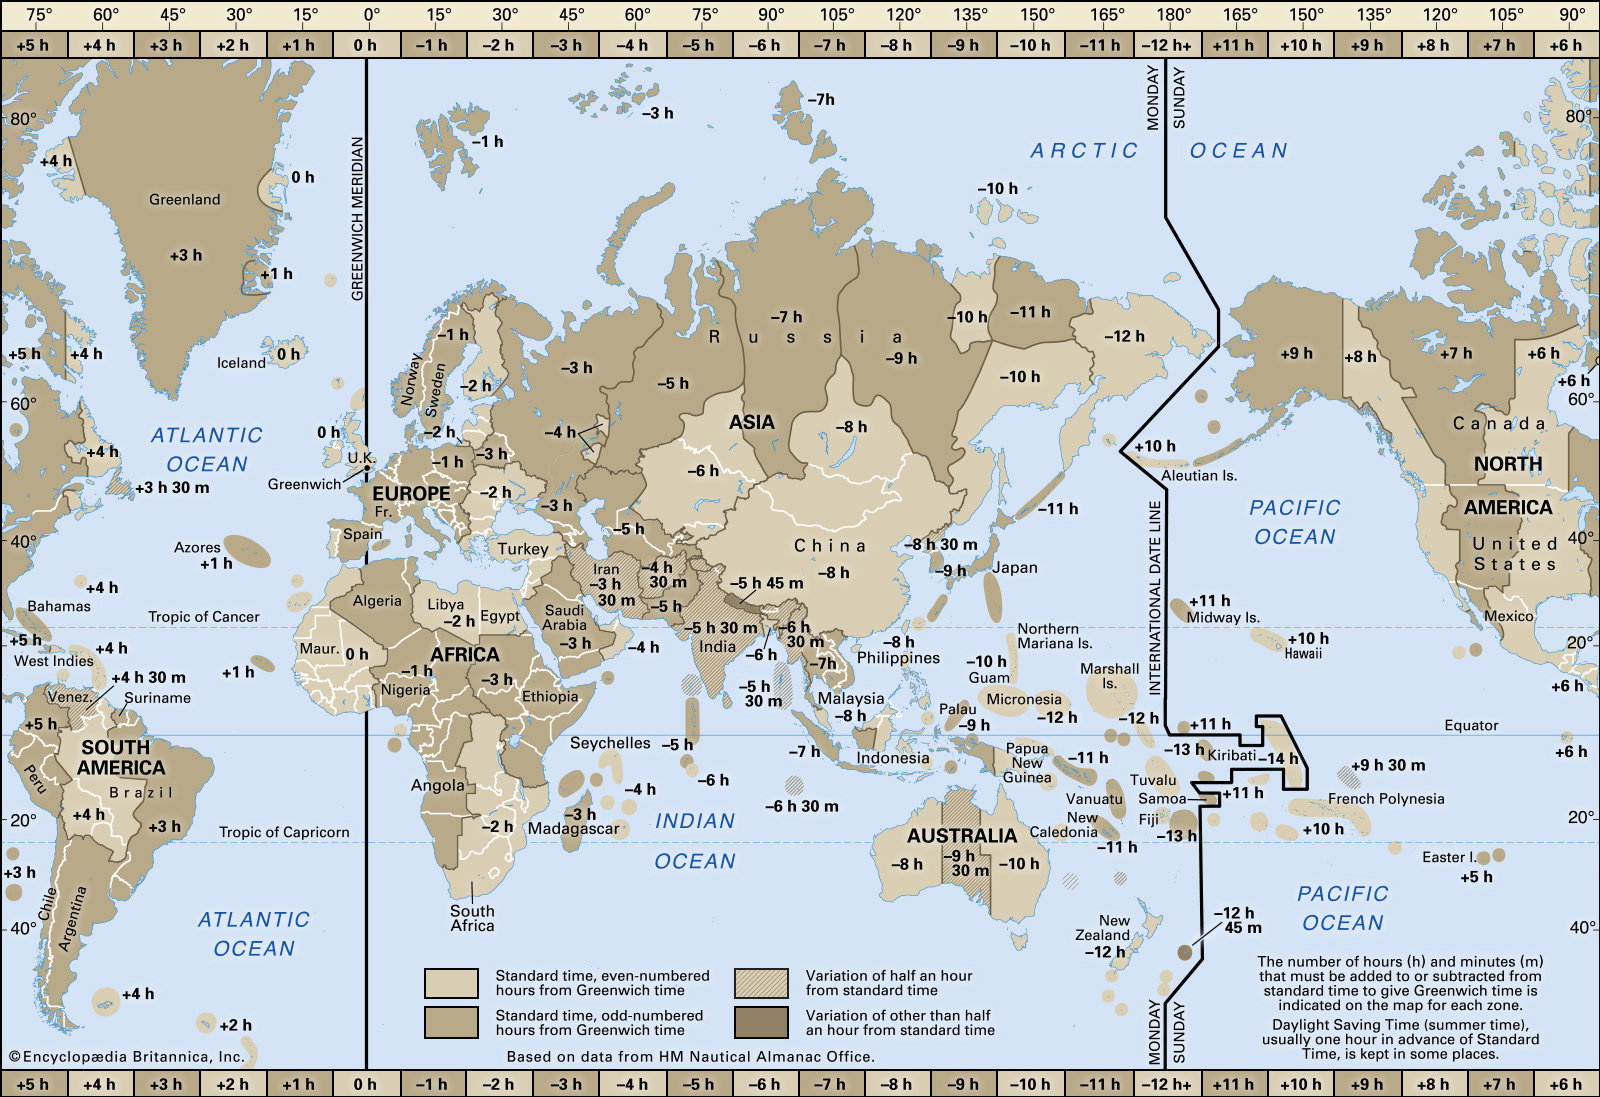 75° 60° 45° 30° 15° 0° 15° 30° 45° 60° 75° 90° 105° 120° 135° 150° 165° 180° 165° 150° 135° 120° 105° 90°
+5 h +4 h +3 h +2 h +1 h 0 h −1 h −2 h −3 h −4 h −5 h −6 h −7 h −8 h −9 h −10 h −11 h −12 h+ +11 h +10 h +9 h +8 h +7 h +6 h
MONDAY
SUNDAY
80°
80°
−7h
−3 h
−1 h
ARCTIC OCEAN
GREENWICH MERIDIAN
+4 h
0 h
Greenland
−10 h
+3 h
+1 h
−7 h
−10 h
−11 h
−12 h
Russia
−1 h
−9 h
+5 h
+4 h
Iceland
0 h
+9 h
+8 h
+7 h
+6 h
−3 h
−5 h
−10 h
+6 h
Norway
Sweden
−2 h
60°
60°
ASIA
−8 h
Canada
0 h
−2 h
−4 h
ATLANTIC
OCEAN
+4 h
U.K.
−1 h
−3 h
−6 h
+10 h
Aleutian Is.
NORTH
AMERICA
Greenwich
+3 h 30 m
EUROPE
−2 h
Fr.
−3 h
−11 h
PACIFIC
OCEAN
INTERNATIONAL DATE LINE
Spain
−5 h
40°
40°
Azores
+1 h
Turkey
China
−8 h
−8 h 30 m
−9 h
Japan
United
States
Iran
−3 h
30 m
−4 h
30 m
−5 h 45 m
+4 h
Bahamas
Tropic of Cancer
Algeria
Libya
−2 h
Egypt
Saudi
Arabia
−3 h
−5 h
+11 h
Midway Is.
Mexico
+5 h
West Indies
+4 h
Maur.
0 h
AFRICA
−4 h
−5 h 30 m
India
−6 h
−6 h
30 m
−7h
−8 h
Philippines
Northern
Mariana Is.
+10 h
Hawaii
20°
+1 h
−1 h
Nigeria
−3 h
Ethiopia
−10 h
Guam
Marshall
Is.
+6 h
+4 h 30 m
Venez.
Suriname
−5 h
30 m
Malaysia
−8 h
Micronesia
−12 h
−12 h
Palau
−9 h
+5 h
+11 h
Equator
SOUTH
AMERICA
Seychelles
−5 h
−7 h
Indonesia
Papua
New
Guinea
−11 h
−13 h
Kiribati
−14 h
+6 h
Peru
Brazil
Angola
−6 h
−4 h
−6 h 30 m
Tuvalu
Samoa
+11 h
+9 h 30 m
French Polynesia
+4 h
+3 h
20°
20°
−2 h
−3 h
Madagascar
INDIAN
OCEAN
AUSTRALIA
Vanuatu
New
Caledonia
−11 h
Fiji
−13 h
+10 h
Tropic of Capricorn
−8 h
−9 h
30 m
−10 h
Easter I.
+5 h
+3 h
Chile
Argentina
South
Africa
ATLANTIC
OCEAN
PACIFIC
OCEAN
40°
40°
New
Zealand
−12 h
−12 h
45 m
+4 h
+2 h
Standard time, even-numbered
hours from Greenwich time
Standard time, odd-numbered
hours from Greenwich time
Variation of half an hour
from standard time
Variation of other than half
an hour from standard time
The number of hours (h) and minutes (m)
that must be added to or subtracted from
standard time to give Greenwich time is
indicated on the map for each zone.
Daylight Saving Time (summer time),
usually one hour in advance of Standard
Time, is kept in some places.
MONDAY
SUNDAY
©Encyclopædia Britannica, Inc.
Based on data from HM Nautical Almanac Office.
+5 h +4 h +3 h +2 h +1 h 0 h −1 h −2 h −3 h −4 h −5 h −6 h −7 h −8 h −9 h −10 h −11 h −12 h+ +11 h +10 h +9 h +8 h +7 h +6 h